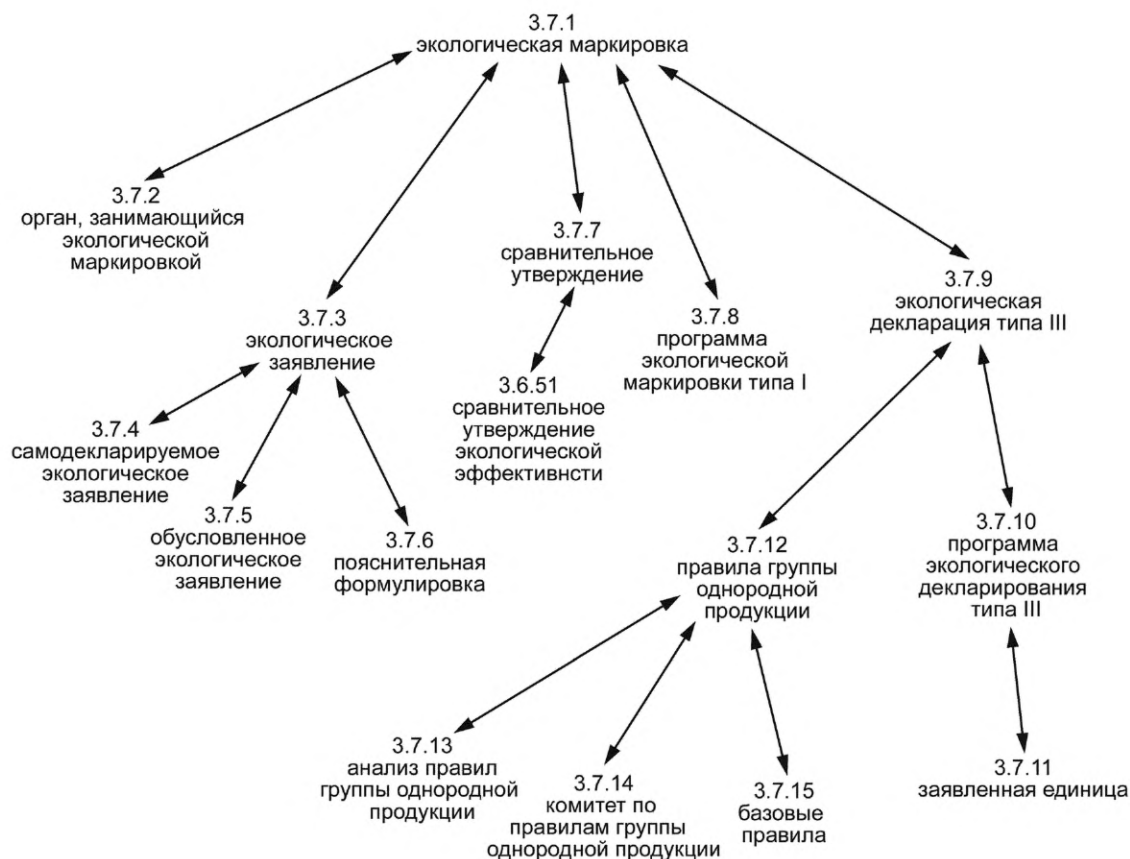 3.7.1
экологическая маркировка
3.7.2
орган, занимающийся
экологической
маркировкой
3.7.3
экологическое
заявление
3.7.7
сравнительное
утверждение
3.7.8
программа
экологической
маркировки типа I
3.7.9
экологическая
декларация типа III
3.7.4
самодекларируемое
экологическое
заявление
3.7.5
обусловленное
экологическое
заявление
3.7.6
пояснительная
формулировка
3.6.51
сравнительное
утверждение
экологической
эффективнсти
3.7.12
правила группы
однородной
продукции
3.7.10
программа
экологического
декларирования
типа III
3.7.13
анализ правил
группы однородной
продукции
3.7.14
комитет по
правилам группы
однородной продукции
3.7.15
базовые
правила
3.7.11
заявленная единица